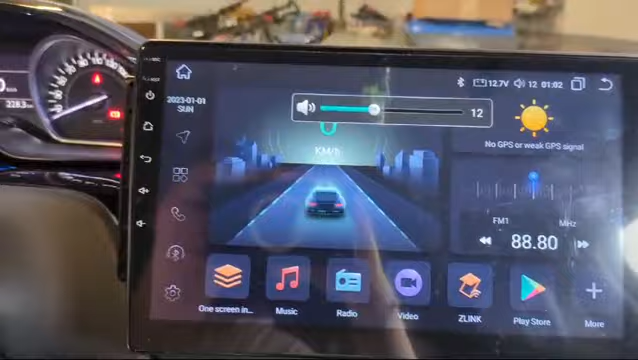 12.7V 12 01:02
2023-01-01
SUN
12
0
KM/h
No GPS or weak GPS signal
FM1
MHz
88.80
One screen in...
Music
Radio
Video
ZLINK
Play Store
More